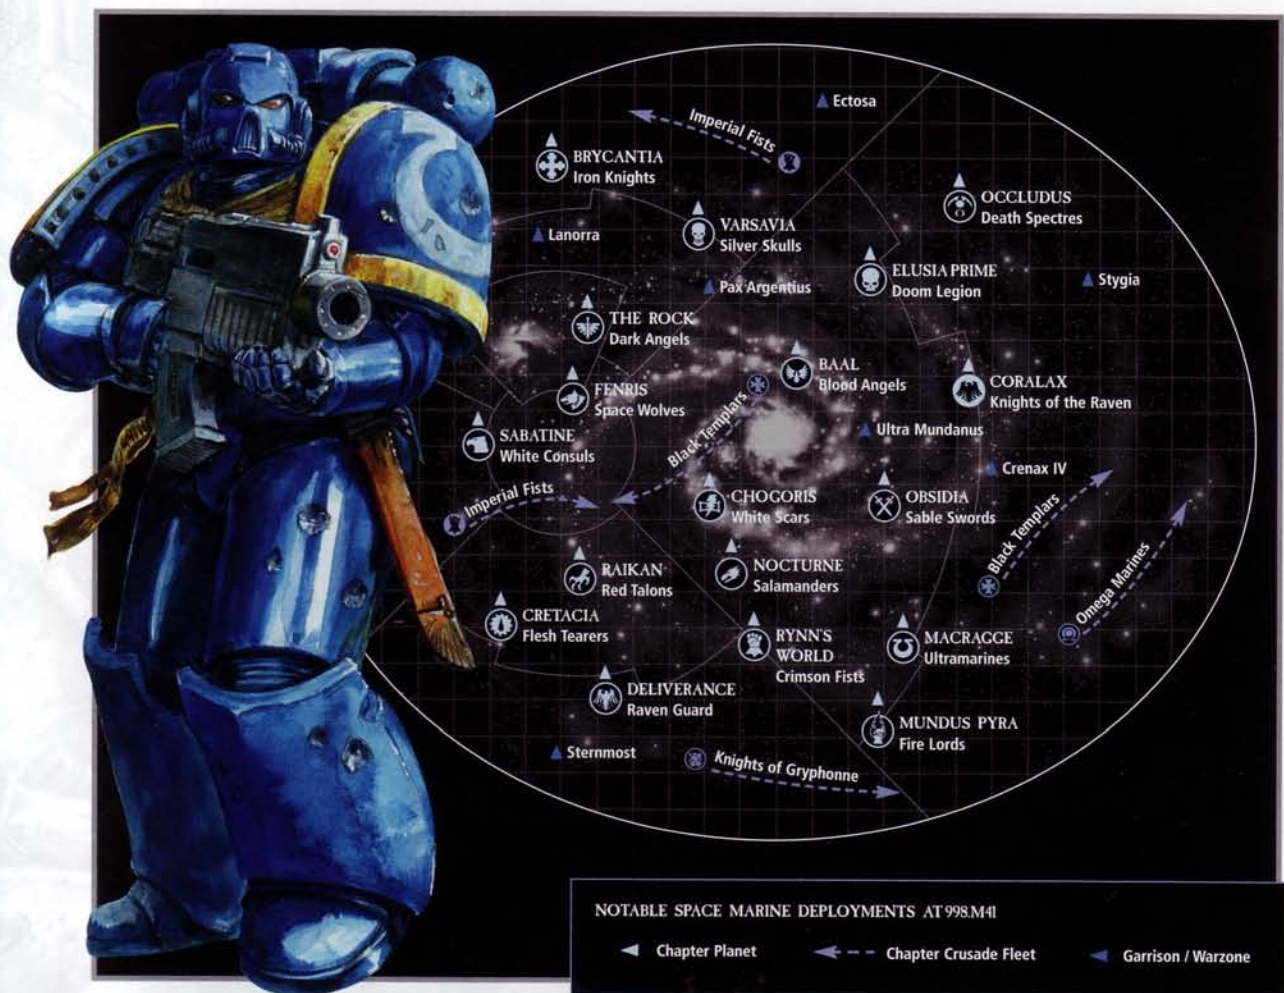 Ectosa
Imperial Fists
BRYCANTIA
Iron Knights
OCCLUDUS
Death Spectres
VARSAVIA
Silver Skulls
Lanorra
ELUSIA PRIME
Doom Legion
Stygia
Pax Argentius
THE ROCK
Dark Angels
BAAL
Blood Angels
CORALAX
Knights of the Raven
FENRIS
Space Wolves
Black Templars
Ultra Mundanus
SABATINE
White Consuls
Crenax IV
Imperial Fists
CHOGORIS
White Scars
OBSIDIA
Sable Swords
Black Templars
RAIKAN
Red Talons
NOCTURNE
Salamanders
Omega Marines
CRETACIA
Flesh Tearers
RYNN'S
WORLD
Crimson Fists
MACRAGGE
Ultramarines
DELIVERANCE
Raven Guard
MUNDUS PYRA
Fire Lords
Sternmost
Knights of Gryphonne
NOTABLE SPACE MARINE DEPLOYMENTS AT 998.M41
Chapter Planet
Chapter Crusade Fleet
Garrison / Warzone